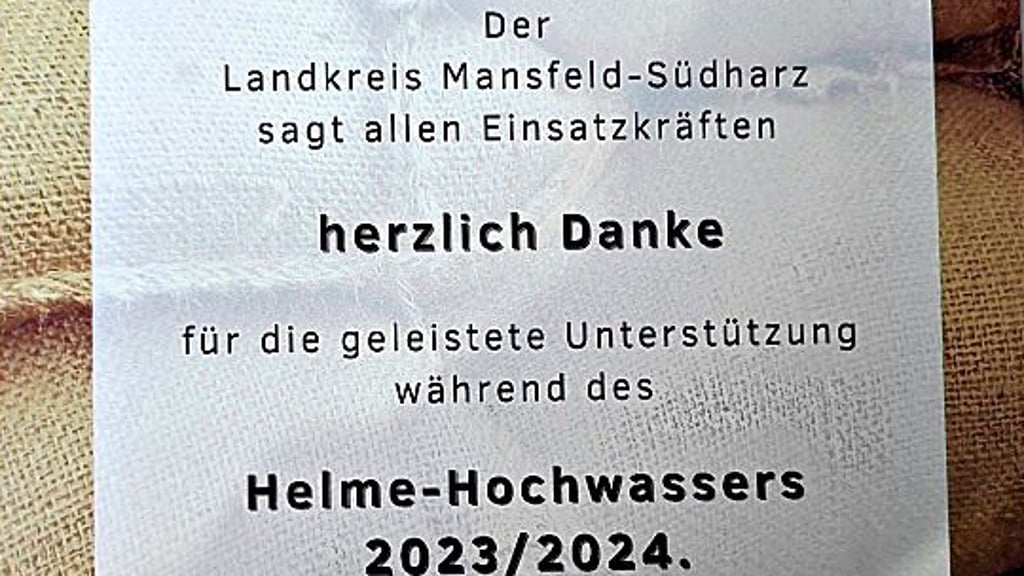 Der
Landkreis Mansfeld-Südharz
sagt allen Einsatzkräften
herzlich Danke
für die geleistete Unterstützung
während des
Helme-Hochwassers
2023/2024.